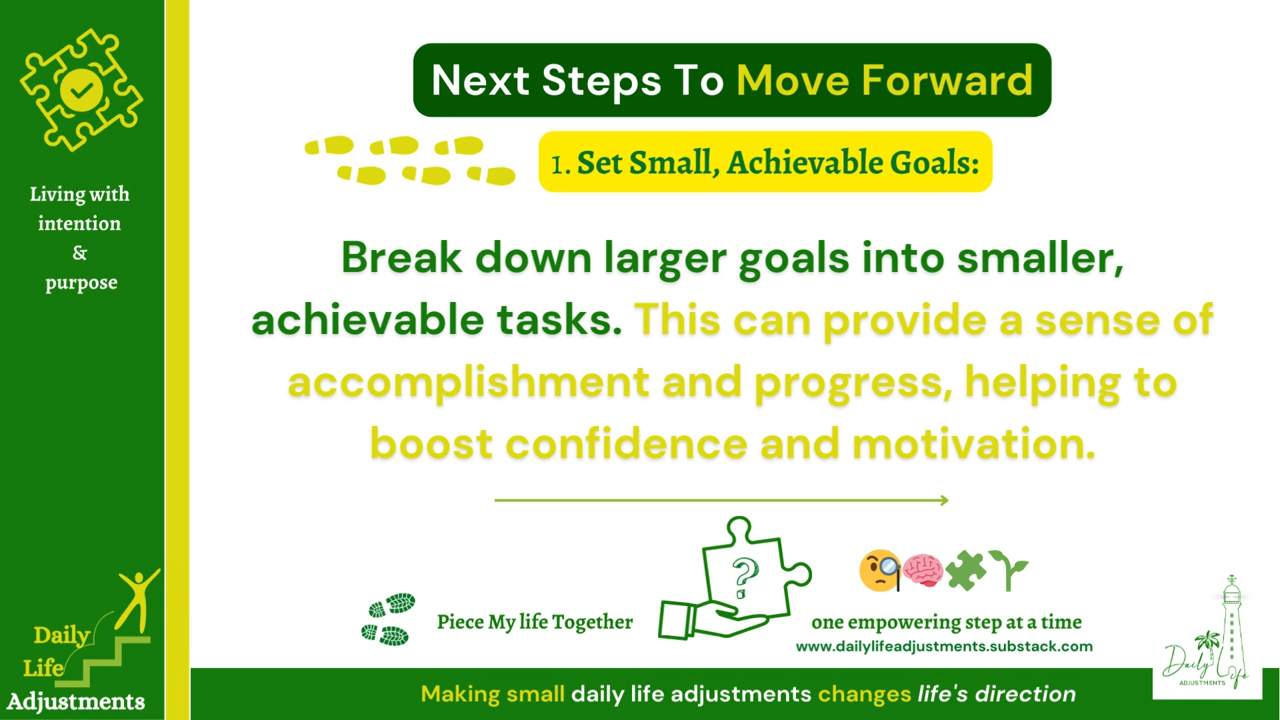 Next Steps To Move Forward
1. Set Small, Achievable Goals:
Living with
intention
&
purpose
Break down larger goals into smaller,
achievable tasks. This can provide a sense of
accomplishment and progress, helping to
boost confidence and motivation.
?
Piece My life Together
one empowering step at a time
www.dailylifeadjustments.substack.com
Daily
Life
Adjustments
Making small daily life adjustments changes life's direction
Daily Life
ADJUSTMENTS